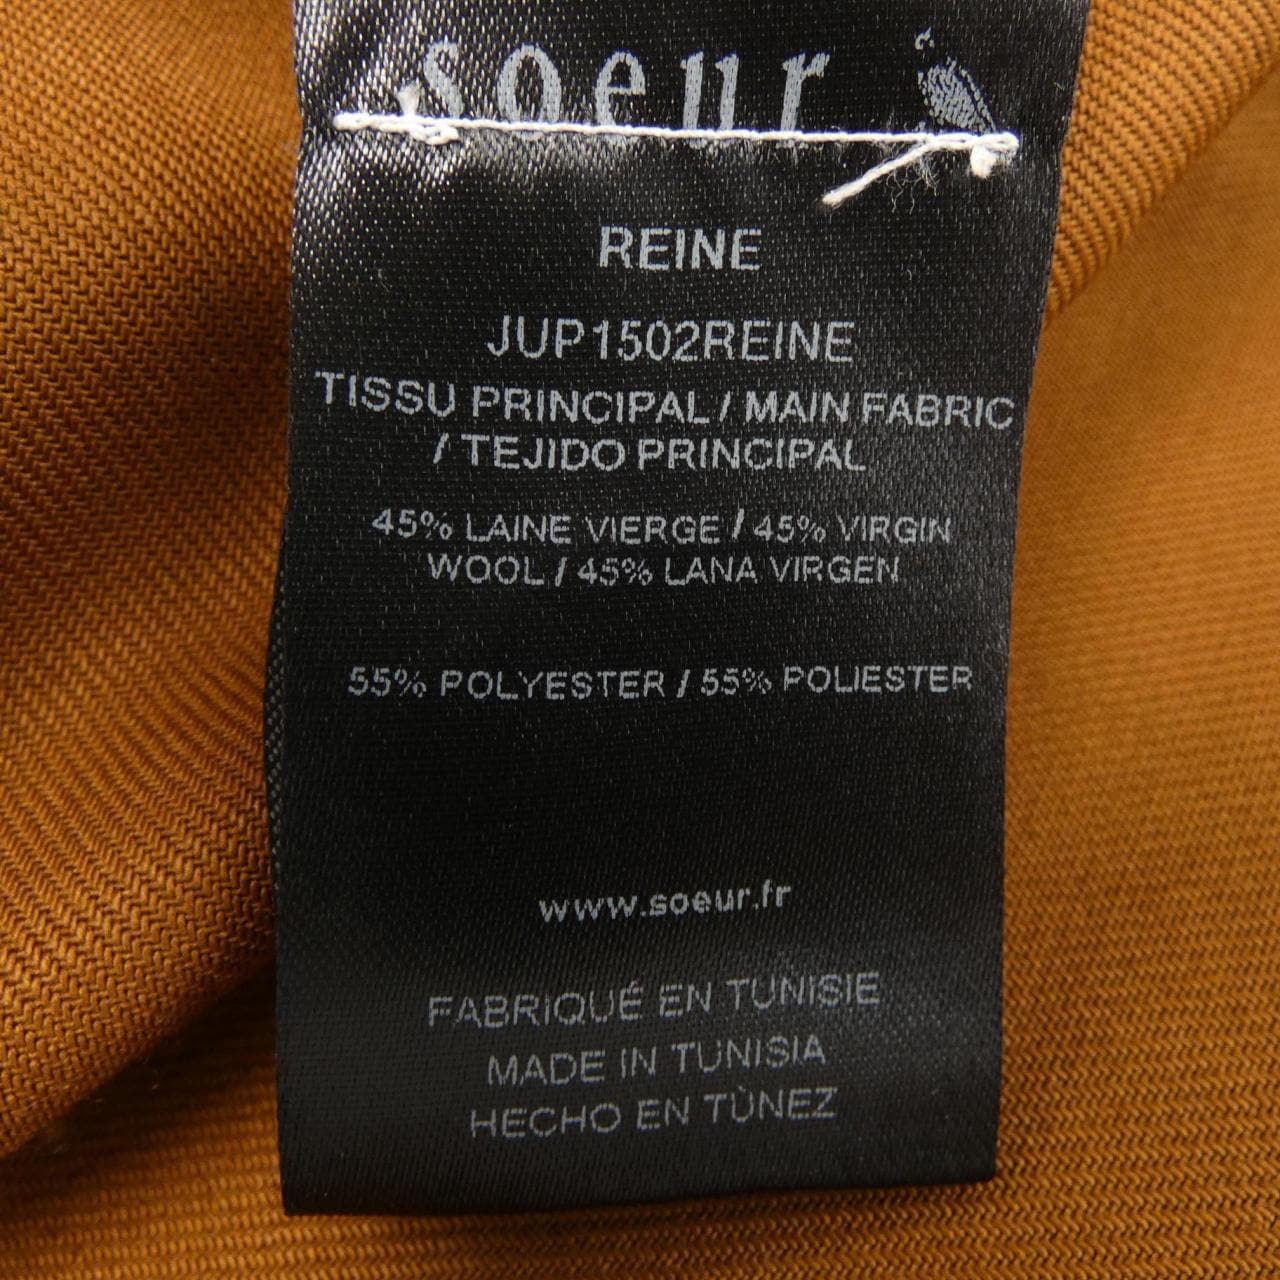 soeur
REINE
JUP1502REINE
TISSU PRINCIPAL / MAIN FABRIC
/ TEJIDO PRINCIPAL
45% LAINE VIERGE / 45% VIRGIN
WOOL / 45% LANA VIRGEN
55% POLYESTER / 55% POLIESTER
www.soeur.fr
FABRIQUÉ EN TUNISIE
MADE IN TUNISIA
HECHO EN TÙNEZ